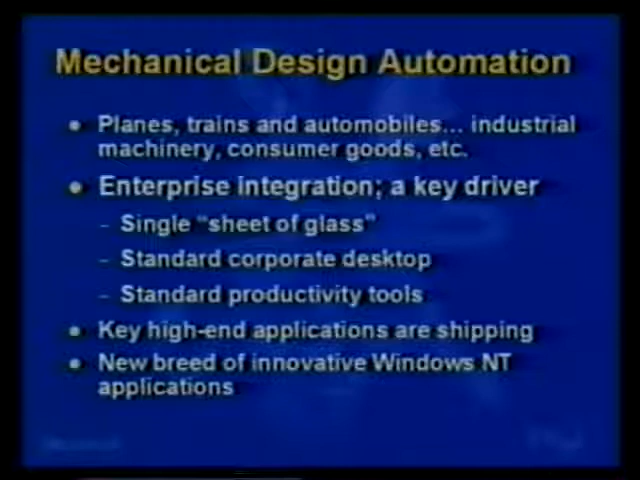 Mechanical Design Automation
• Planes, trains and automobiles... industrial
machinery, consumer goods, etc.
• Enterprise integration; a key driver
- Single “sheet of glass”
- Standard corporate desktop
- Standard productivity tools
• Key high-end applications are shipping
• New breed of innovative Windows NT
applications